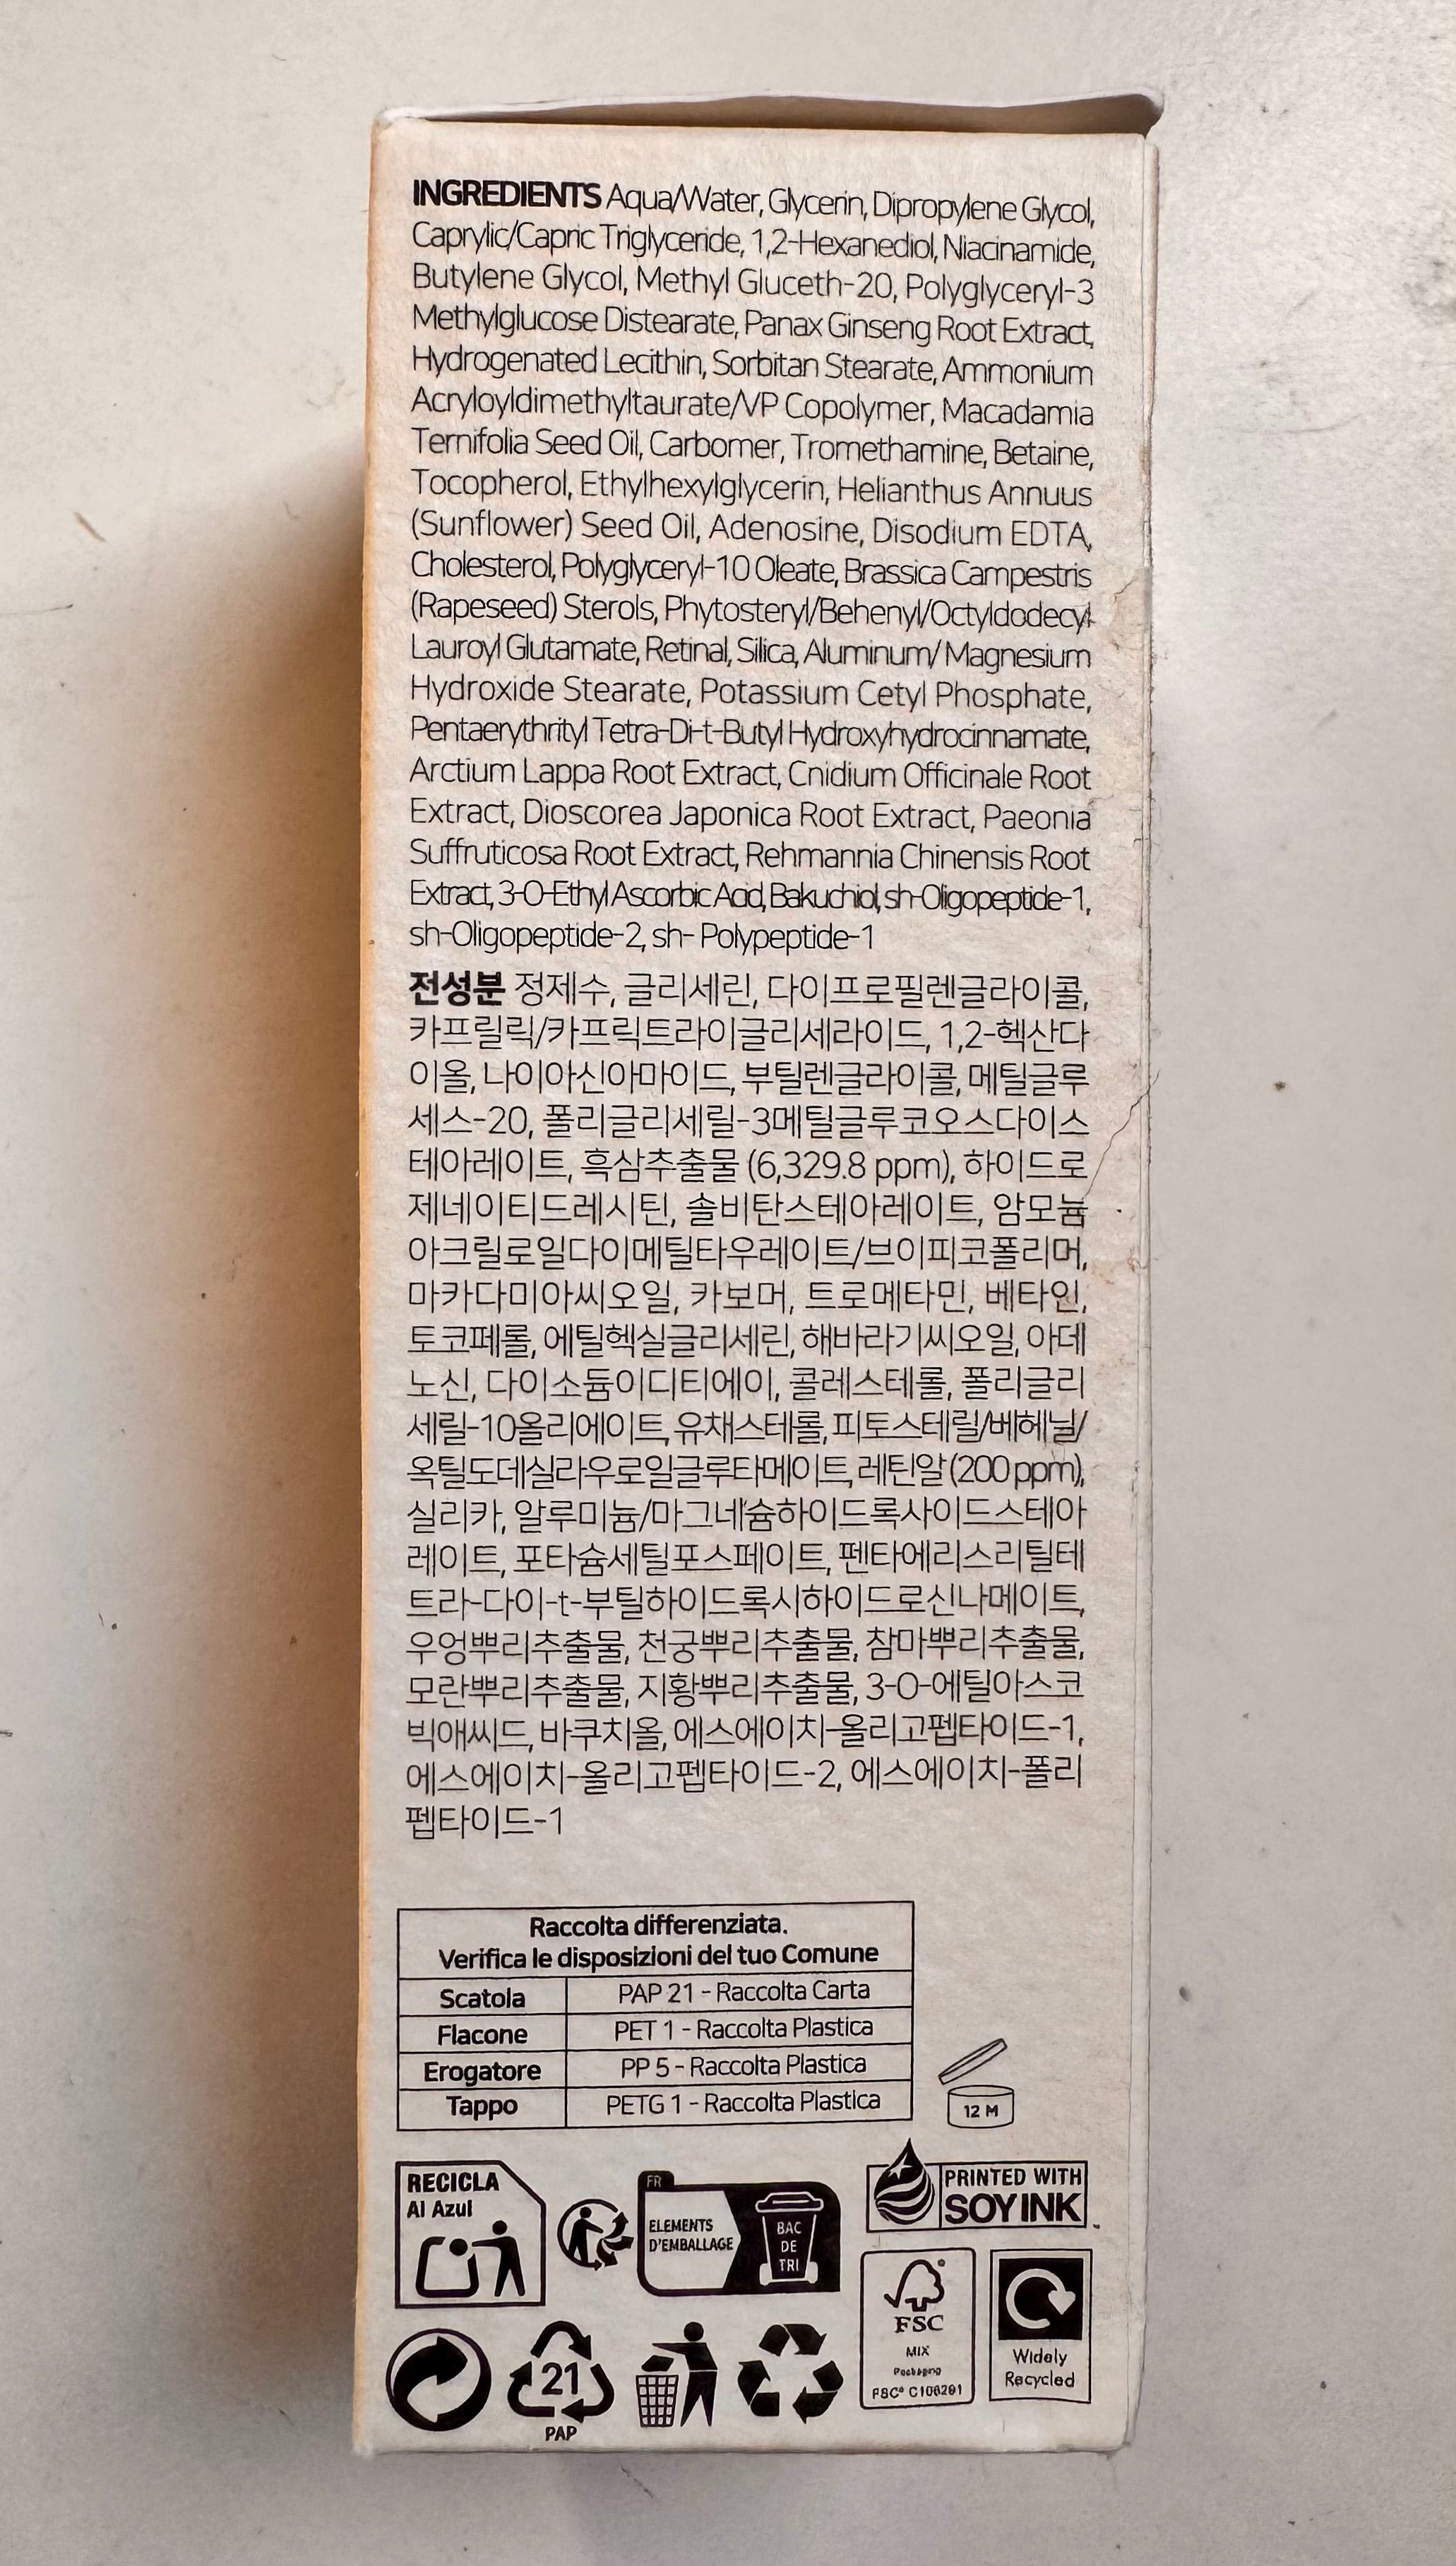 INGREDIENTS Aqua/Water, Glycerin, Dipropylene Glycol,
Caprylic/Capric Triglyceride, 1,2-Hexanediol, Niacinamide,
Butylene Glycol, Methyl Gluceth-20, Polyglyceryl-3
Methylglucose Distearate, Panax Ginseng Root Extract,
Hydrogenated Lecithin, Sorbitan Stearate, Ammonium
Acryloyldimethyltaurate/VP Copolymer, Macadamia
Ternifolia Seed Oil, Carbomer, Tromethamine, Betaine,
Tocopherol, Ethylhexylglycerin, Helianthus Annuus
(Sunflower) Seed Oil, Adenosine, Disodium EDTA,
Cholesterol, Polyglyceryl-10 Oleate, Brassica Campestris
(Rapeseed) Sterols, Phytosteryl/Behenyl/Octyldodecyl
Lauroyl Glutamate, Retinal, Silica, Aluminum/ Magnesium
Hydroxide Stearate, Potassium Cetyl Phosphate,
Pentaerythrityl Tetra-Di-t-Butyl Hydroxyhydrocinnamate,
Arctium Lappa Root Extract, Cnidium Officinale Root
Extract, Dioscorea Japonica Root Extract, Paeonia
Suffruticosa Root Extract, Rehmannia Chinensis Root
Extract, 3-O-Ethyl Ascorbic Acid, Bakuchiol, sh-Oligopeptide-1,
sh-Oligopeptide-2, sh- Polypeptide-1
전성분 정제수, 글리세린, 다이프로필렌글라이콜,
카프릴릭/카프릭트라이글리세라이드, 1,2-헥산다
이올, 나이아신아마이드, 부틸렌글라이콜, 메틸글루
세스-20, 폴리글리세릴-3메틸글루코오스다이스
테아레이트, 흑삼추출물 (6,329.8 ppm), 하이드로
제네이티드레시틴, 솔비탄스테아레이트, 암모늄
아크릴로일다이메틸타우레이트/브이피코폴리머,
마카다미아씨오일, 카보머, 트로메타민, 베타인,
토코페롤, 에틸헥실글리세린, 해바라기씨오일, 아데
노신, 다이소듐이디티에이, 콜레스테롤, 폴리글리
세릴-10올리에이트, 유채스테롤, 피토스테릴/베헤닐/
옥틸도데실라우로일글루타메이트, 레틴알 (200 ppm),
실리카, 알루미늄/마그네슘하이드록사이드스테아
레이트, 포타슘세틸포스페이트, 펜타에리스리틸테
트라-다이-t-부틸하이드록시하이드로신나메이트,
우엉뿌리추출물, 천궁뿌리추출물, 참마뿌리추출물,
모란뿌리추출물, 지황뿌리추출물, 3-O-에틸아스코
빅애씨드, 바쿠치올, 에스에이치-올리고펩타이드-1,
에스에이치-올리고펩타이드-2, 에스에이치-폴리
펩타이드-1
Raccolta differenziata.
Verifica le disposizioni del tuo Comune
Scatola PAP 21 - Raccolta Carta
Flacone PET 1 - Raccolta Plastica
Erogatore PP 5 - Raccolta Plastica
Tappo PETG 1 - Raccolta Plastica
12 M
RECICLA
Al Azul
FR
ELEMENTS
D'EMBALLAGE
BAC
DE
TRI
PRINTED WITH
SOY INK
FSC
MIX
Packaging
FSC® C106291
Widely
Recycled
21
PAP